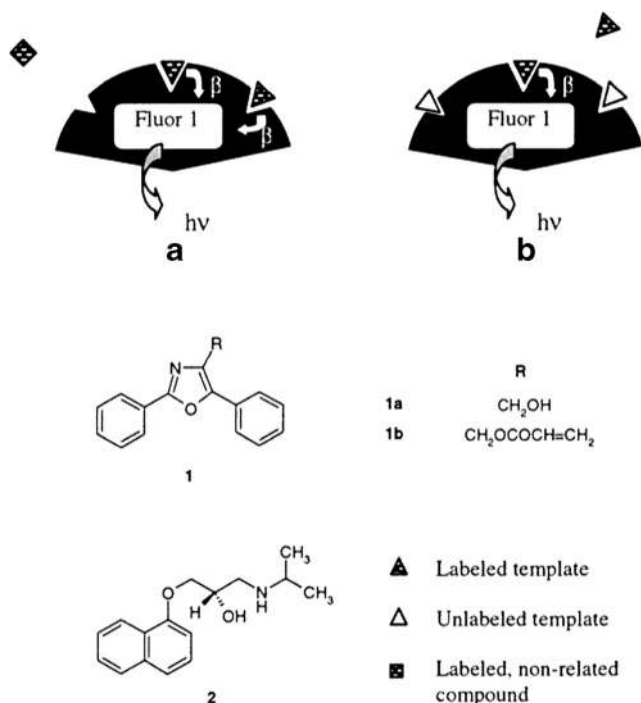 β
Fluor 1
β
hν
a
β
Fluor 1
hν
b
R
N
O
1
R
1a CH₂OH
1b CH₂OCOCH=CH₂
CH₃
O
N
H
CH₃
H
OH
2
Labeled template
Unlabeled template
Labeled, non-related
compound